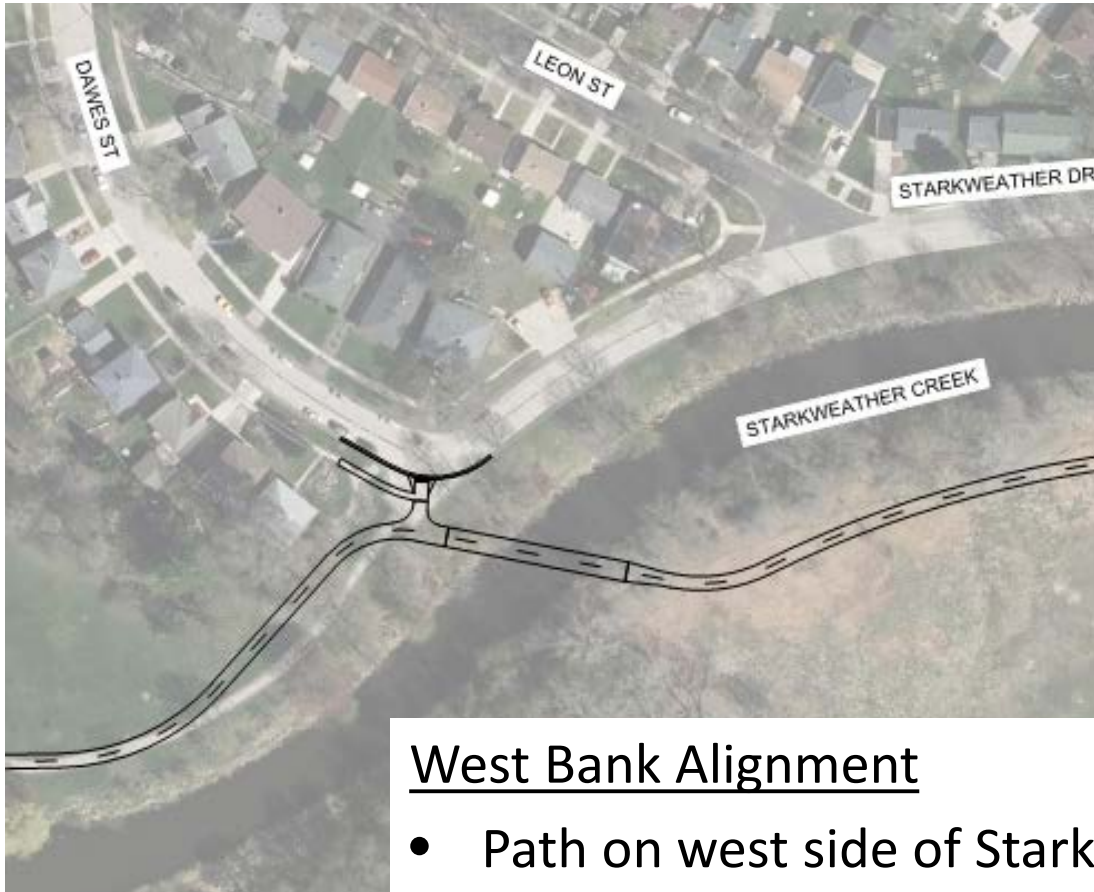 DAWES ST
LEON ST
STARKWEATHER DR
STARKWEATHER CREEK
West Bank Alignment
• Path on west side of Stark